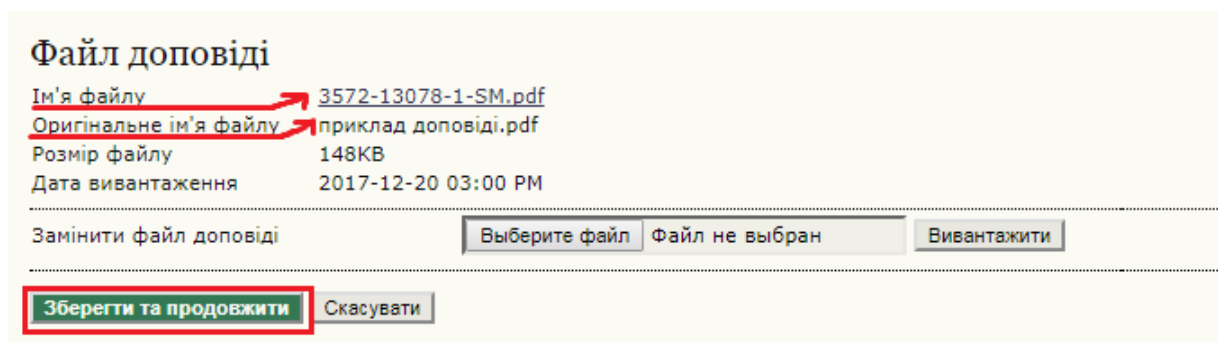 Файл доповіді
Ім'я файлу 3572-13078-1-SM.pdf
Оригінальне ім'я файлу приклад доповіді.pdf
Розмір файлу 148KB
Дата вивантаження 2017-12-20 03:00 PM
Замінити файл доповіді Выберите файл Файл не выбран Вивантажити
Зберегти та продовжити Скасувати